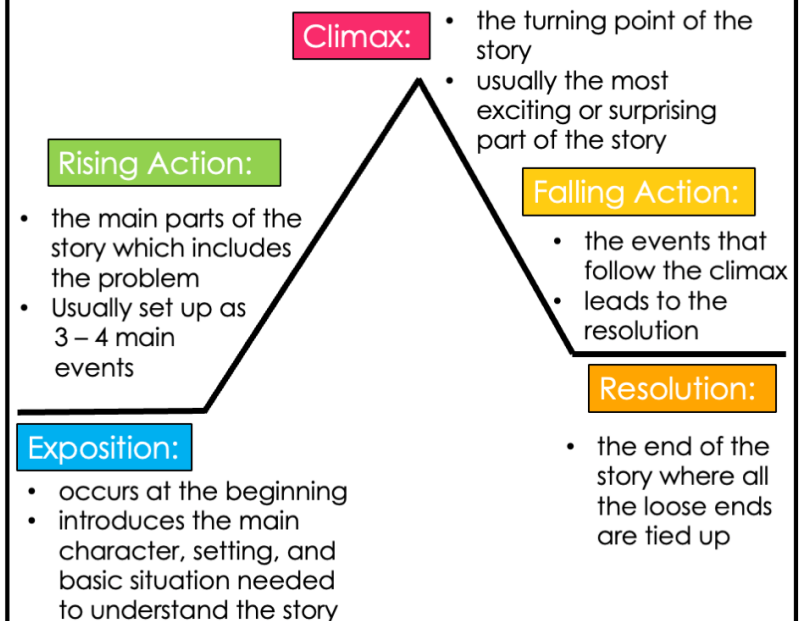 Climax:
• the turning point of the
story
• usually the most
exciting or surprising
part of the story
Rising Action:
• the main parts of the
story which includes
the problem
• Usually set up as
3 – 4 main
events
Falling Action:
• the events that
follow the climax
• leads to the
resolution
Exposition:
• occurs at the beginning
• introduces the main
character, setting, and
basic situation needed
to understand the story
Resolution:
• the end of the
story where all
the loose ends
are tied up